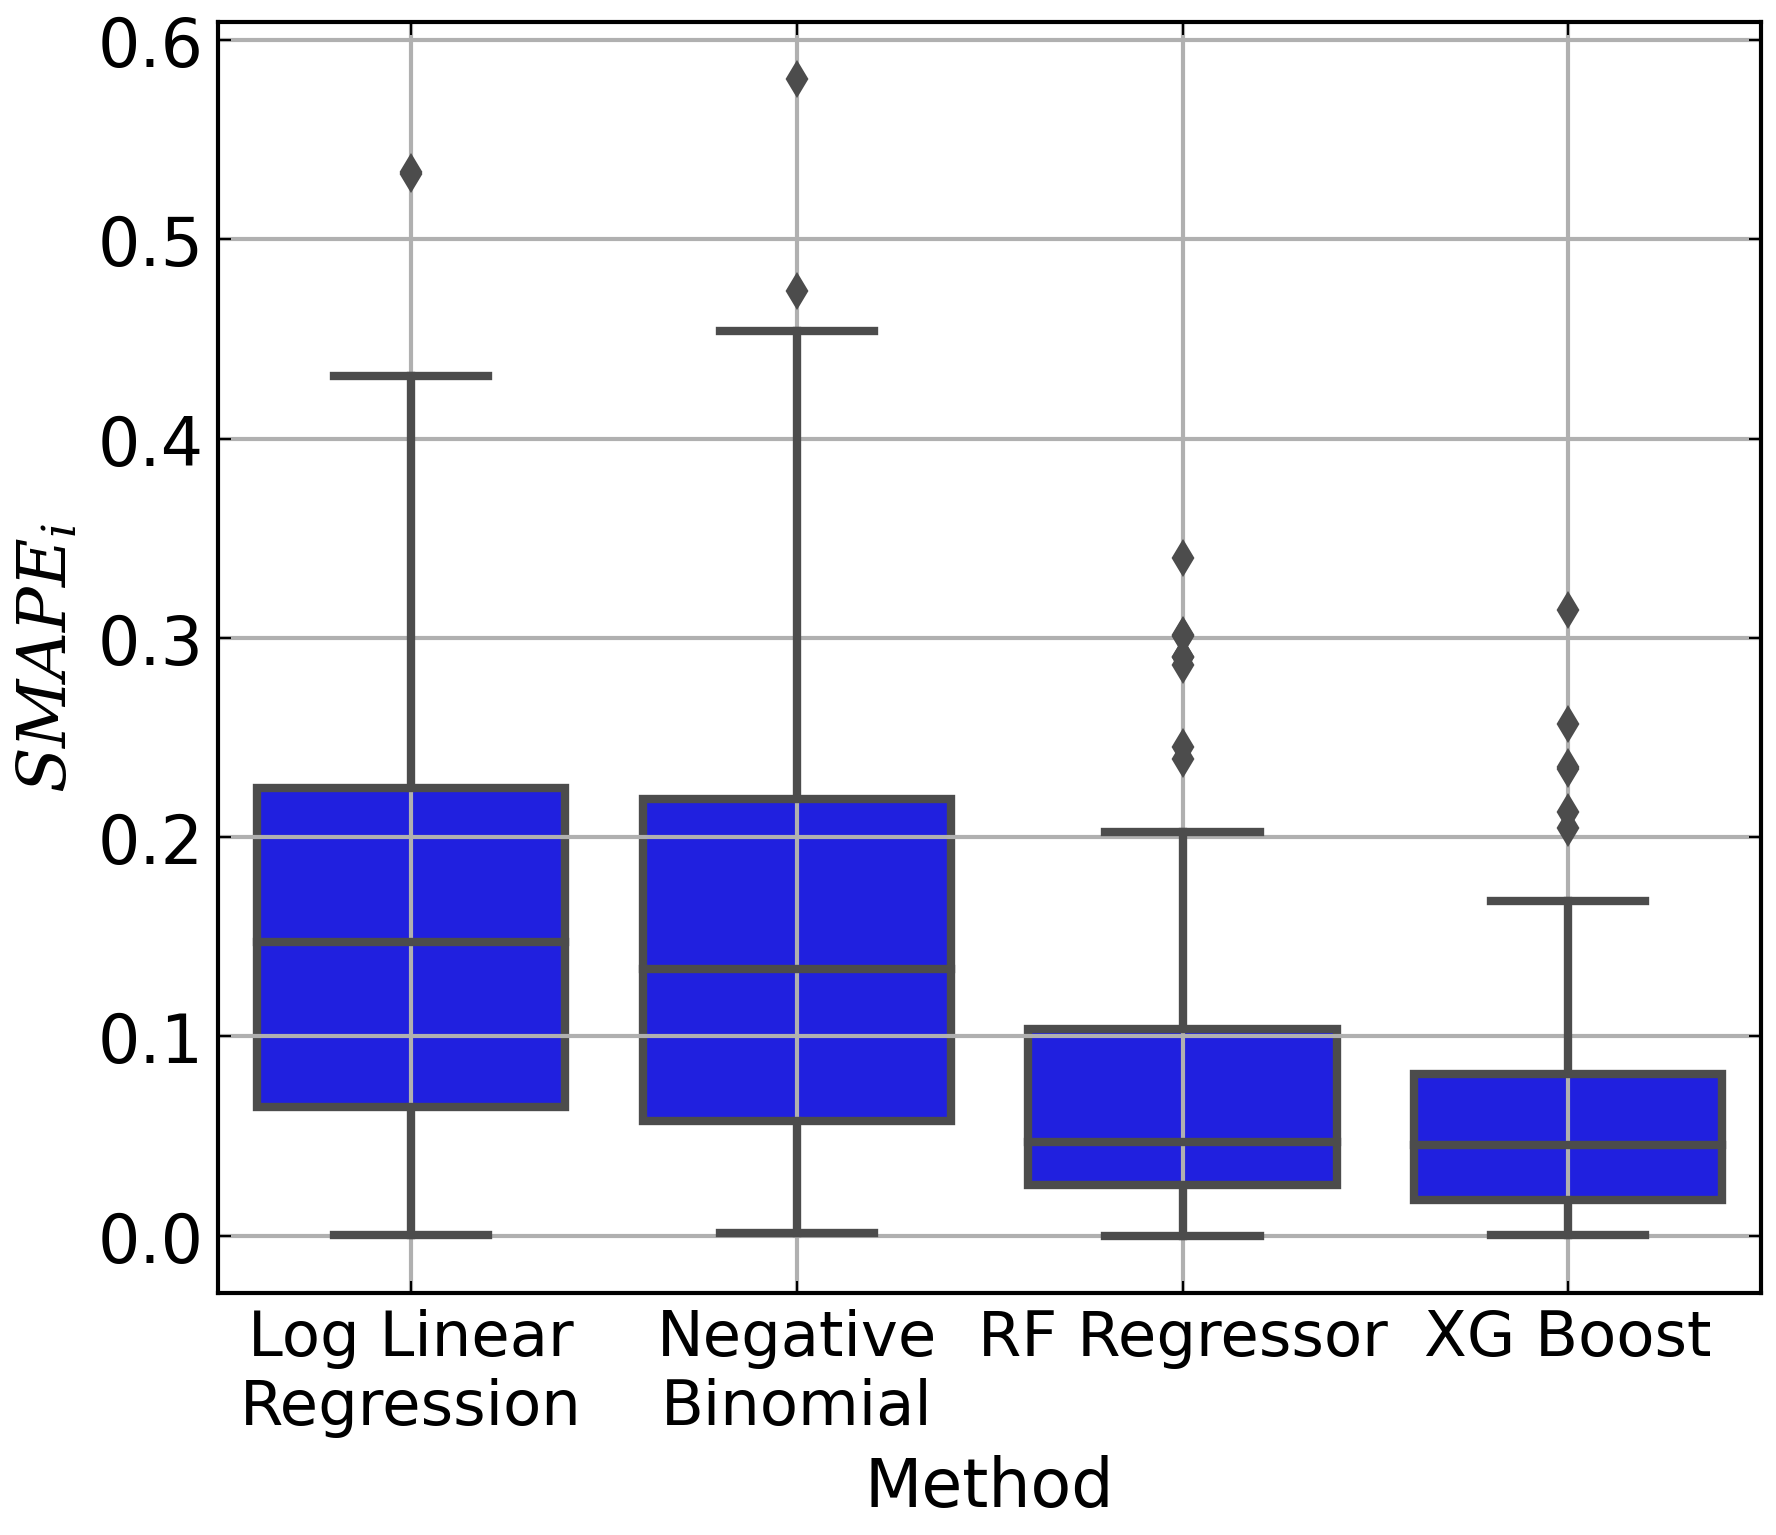 0.6
0.5
0.4
0.3
0.2
0.1
0.0
SMAPE_i
Log Linear
Regression
Negative
Binomial
RF Regressor
XG Boost
Method